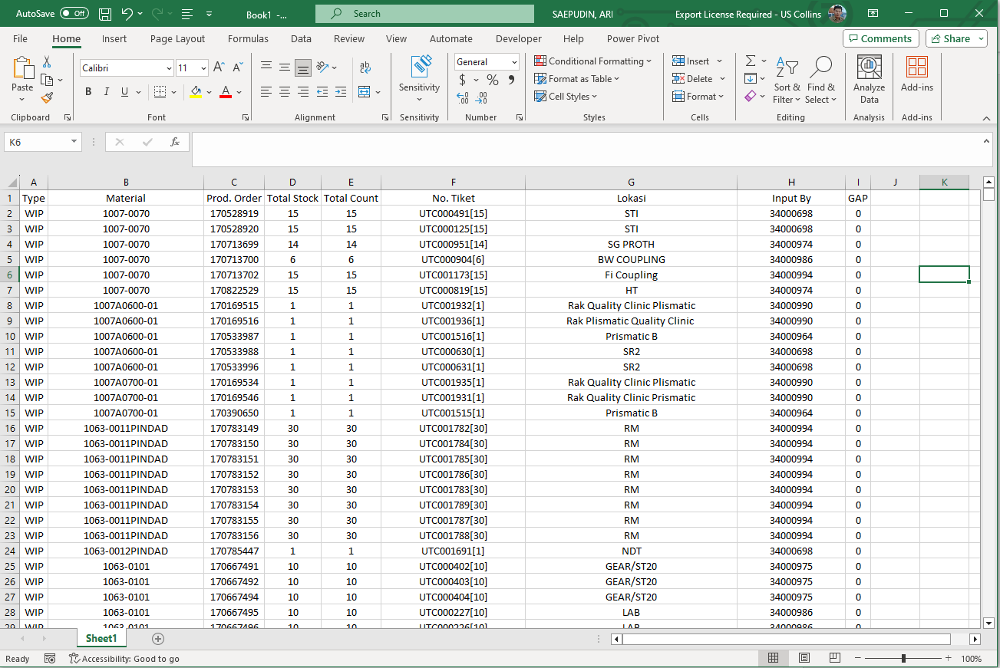 AutoSave Off Book1 -... Search SAEPUDIN, ARI Export License Required - US Collins
File Home Insert Page Layout Formulas Data Review View Automate Developer Help Power Pivot Comments Share
Calibri 11 General Conditional Formatting Insert
Paste Sensitivity $ % Format as Table Delete Sort & Filter Find & Select Analyze Data Add-ins
B I U A Cell Styles Format
Clipboard Font Alignment Sensitivity Number Styles Cells Editing Analysis Add-ins
K6 fx
A B C D E F G H I J K
1 Type Material Prod. Order Total Stock Total Count No. Tiket Lokasi Input By GAP
2 WIP 1007-0070 170528919 15 15 UTC000491[15] STI 34000698 0
3 WIP 1007-0070 170528920 15 15 UTC000125[15] STI 34000698 0
4 WIP 1007-0070 170713699 14 14 UTC000951[14] SG PROTH 34000974 0
5 WIP 1007-0070 170713700 6 6 UTC000904[6] BW COUPLING 34000986 0
6 WIP 1007-0070 170713702 15 15 UTC001173[15] Fi Coupling 34000994 0
7 WIP 1007-0070 170822529 15 15 UTC000819[15] HT 34000974 0
8 WIP 1007A0600-01 170169515 1 1 UTC001932[1] Rak Quality Clinic Plismatic 34000990 0
9 WIP 1007A0600-01 170169516 1 1 UTC001936[1] Rak Plismatic Quality Clinic 34000990 0
10 WIP 1007A0600-01 170533987 1 1 UTC001516[1] Prismatic B 34000964 0
11 WIP 1007A0600-01 170533988 1 1 UTC000630[1] SR2 34000698 0
12 WIP 1007A0600-01 170533996 1 1 UTC000631[1] SR2 34000698 0
13 WIP 1007A0700-01 170169534 1 1 UTC001935[1] Rak Quality Clinic Plismatic 34000990 0
14 WIP 1007A0700-01 170169546 1 1 UTC001931[1] Rak Quality Clinic Prismatic 34000990 0
15 WIP 1007A0700-01 170390650 1 1 UTC001515[1] Prismatic B 34000964 0
16 WIP 1063-0011PINDAD 170783149 30 30 UTC001782[30] RM 34000994 0
17 WIP 1063-0011PINDAD 170783150 30 30 UTC001784[30] RM 34000994 0
18 WIP 1063-0011PINDAD 170783151 30 30 UTC001785[30] RM 34000994 0
19 WIP 1063-0011PINDAD 170783152 30 30 UTC001786[30] RM 34000994 0
20 WIP 1063-0011PINDAD 170783153 30 30 UTC001783[30] RM 34000994 0
21 WIP 1063-0011PINDAD 170783154 30 30 UTC001789[30] RM 34000994 0
22 WIP 1063-0011PINDAD 170783155 30 30 UTC001787[30] RM 34000994 0
23 WIP 1063-0011PINDAD 170783156 30 30 UTC001788[30] RM 34000994 0
24 WIP 1063-0012PINDAD 170785447 1 1 UTC001691[1] NDT 34000698 0
25 WIP 1063-0101 170667491 10 10 UTC000402[10] GEAR/ST20 34000975 0
26 WIP 1063-0101 170667492 10 10 UTC000403[10] GEAR/ST20 34000975 0
27 WIP 1063-0101 170667494 10 10 UTC000404[10] GEAR/ST20 34000975 0
28 WIP 1063-0101 170667495 10 10 UTC000227[10] LAB 34000986 0
29 WIP 1063-0101 170667496 10 10 UTC000226[10] LAB 34000986 0
Sheet1
Ready Accessibility: Good to go 100%